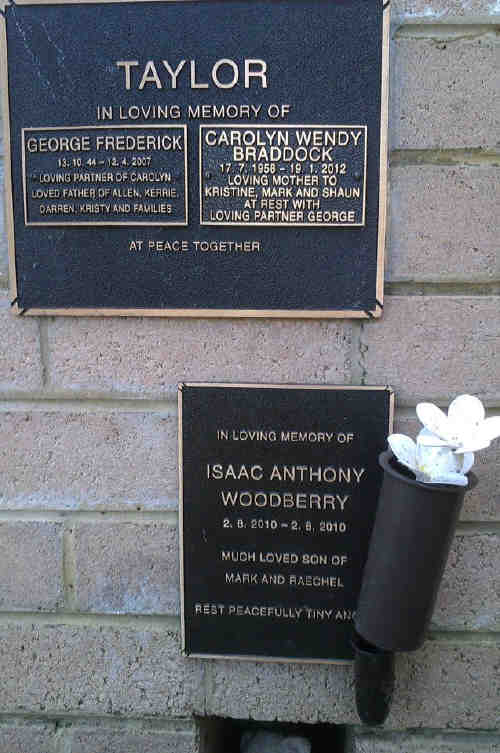 TAYLOR
IN LOVING MEMORY OF
GEORGE FREDERICK
13. 10. 44 – 12. 4. 2007
LOVING PARTNER OF CAROLYN
LOVED FATHER OF ALLEN, KERRIE,
DARREN, KRISTY AND FAMILIES
CAROLYN WENDY
BRADDOCK
17. 7. 1956 – 19. 1. 2012
LOVING MOTHER TO
KRISTINE, MARK AND SHAUN
AT REST WITH
LOVING PARTNER GEORGE
AT PEACE TOGETHER
IN LOVING MEMORY OF
ISAAC ANTHONY
WOODBERRY
2. 8. 2010 – 2. 8. 2010
MUCH LOVED SON OF
MARK AND RAECHEL
REST PEACEFULLY TINY